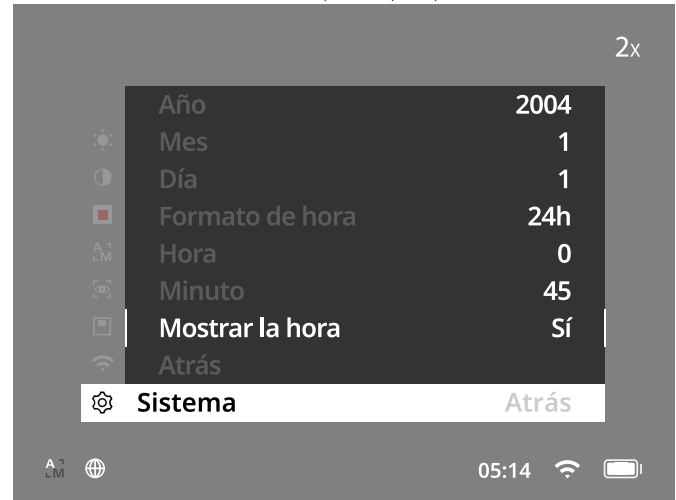 2x
Año 2004
Mes 1
Día 1
Formato de hora 24h
Hora 0
Minuto 45
Mostrar la hora Sí
Atrás
Sistema Atrás
A M 05:14